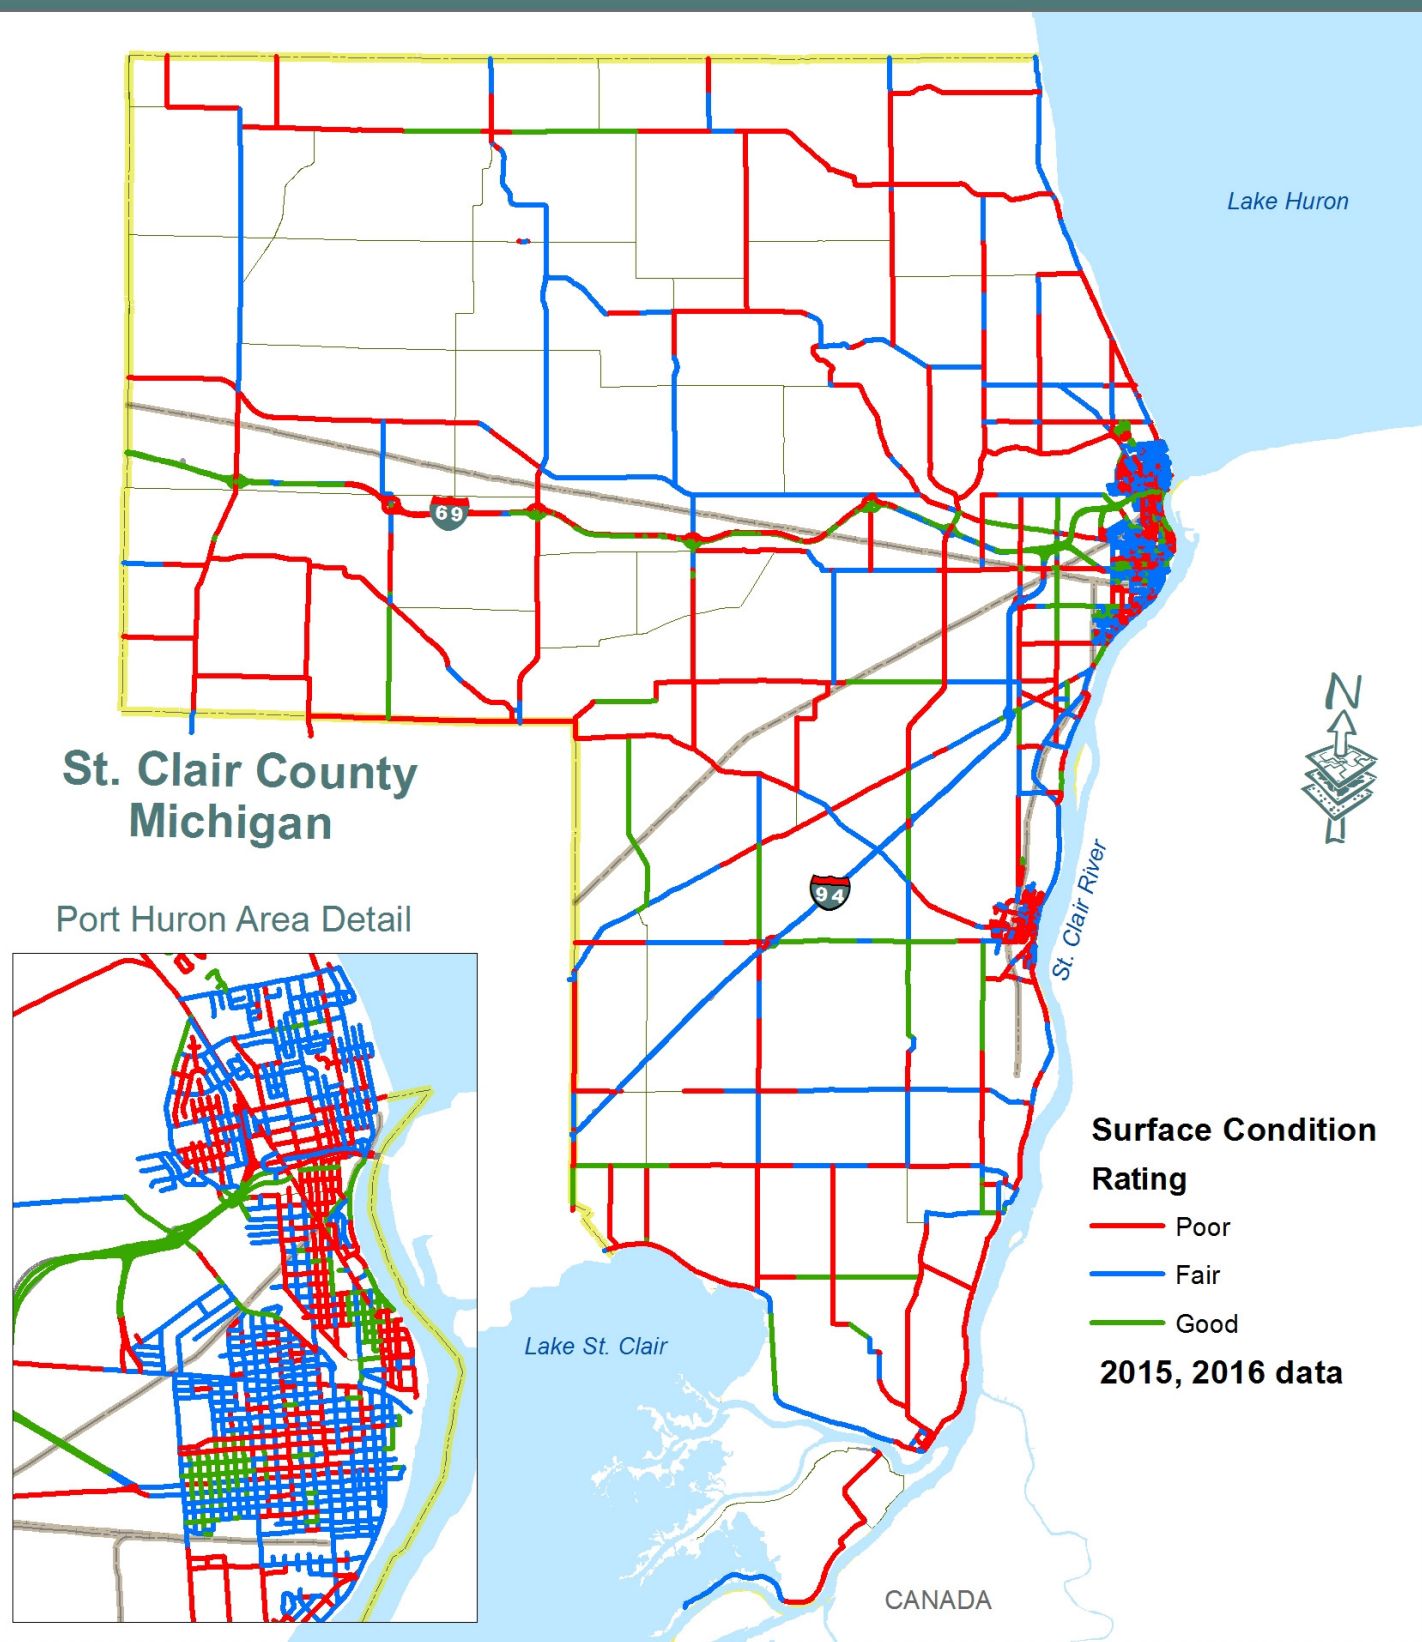 Lake Huron
69
St. Clair County
Michigan
N
94
St. Clair River
Port Huron Area Detail
Surface Condition
Rating
Poor
Fair
Good
2015, 2016 data
Lake St. Clair
CANADA